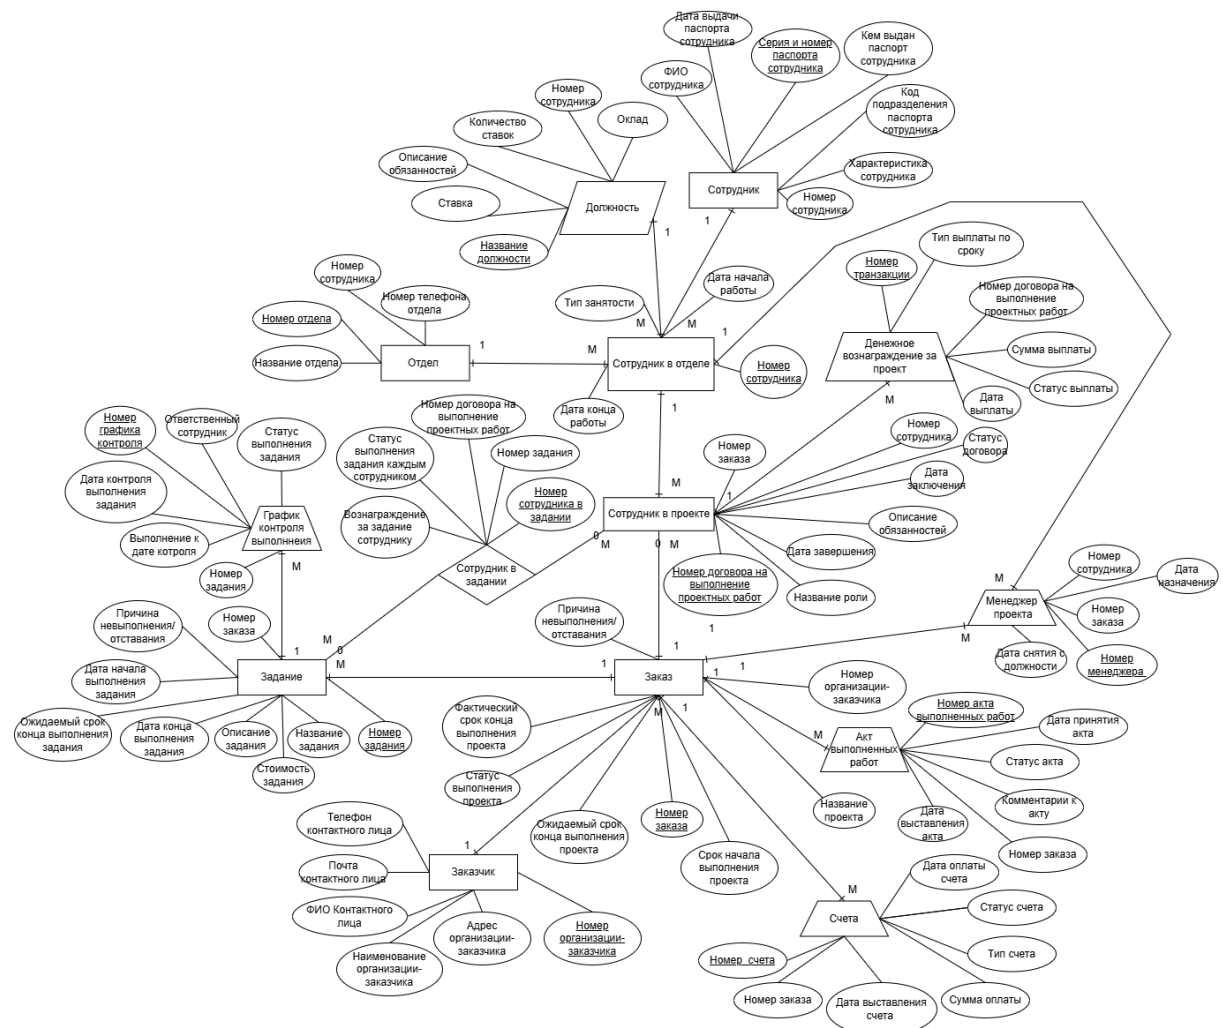 Дата выдачи
паспорта
сотрудника
Серия и номер
паспорта
сотрудника
Кем выдан
паспорт
сотрудника
ФИО
сотрудника
Код
подразделения
паспорта
сотрудника
Номер
сотрудника
Оклад
Количество
ставок
Описание
обязанностей
Ставка
Название
должности
Должность
Сотрудник
Характеристика
сотрудника
Номер
сотрудника
1
1
Номер
сотрудника
Номер телефона
отдела
Номер отдела
Название отдела
Отдел
1
Тип занятости
Дата начала
работы
M
M
M
1
Сотрудник в отделе
Номер
сотрудника
Дата конца
работы
1
Номер
транзакции
Тип выплаты по
сроку
Номер договора на
выполнение
проектных работ
Денежное
вознаграждение за
проект
Сумма выплаты
Статус выплаты
Дата
выплаты
M
Номер
графика
контроля
Ответственный
сотрудник
Статус
выполнения
задания
Дата контроля
выполнения
задания
Выполнение к
дате котроля
График
контроля
выполннеия
M
Номер
задания
Номер договора на
выполнение
проектных работ
Статус
выполнения
задания каждым
сотрудником
Номер задания
Номер
сотрудника в
задании
Вознаграждение
за задание
сотруднику
Сотрудник в
задании
Номер
заказа
Номер
сотрудника
Статус
договора
Дата
заключения
Описание
обязанностей
Дата завершения
Название роли
Номер договора на
выполнение
проектных работ
M
1
Сотрудник в проекте
0
M
0
M
Номер
сотрудника
Дата
назначения
M
Менеджер
проекта
Номер
заказа
Номер
менеджера
Дата снятия с
должности
M
1
Причина
невыполнения/
отставания
Номер
заказа
Дата начала
выполнения
задания
Ожидаемый срок
конца выполнения
задания
Дата конца
выполнения
задания
Описание
задания
Название
задания
Номер
задания
Стоимость
задания
1
M
0
M
Задание
Причина
невыполнения/
отставания
1
1
1
1
Заказ
M
1
Номер
организации-
заказчика
Фактический
срок конца
выполнения
проекта
Статус
выполнения
проекта
Ожидаемый срок
конца выполнения
проекта
Номер
заказа
Срок начала
выполнения
проекта
Название
проекта
M
Номер акта
выполненных работ
Акт
выполненных
работ
Дата принятия
акта
Статус акта
Комментарии к
акту
Дата
выставления
акта
Номер заказа
Телефон
контактного лица
Почта
контактного лица
ФИО Контактного
лица
Наименование
организации-
заказчика
Адрес
организации-
заказчика
Номер
организации-
заказчика
1
Заказчик
M
Счета
Дата оплаты
счета
Статус счета
Тип счета
Сумма оплаты
Номер счета
Номер заказа
Дата выставления
счета